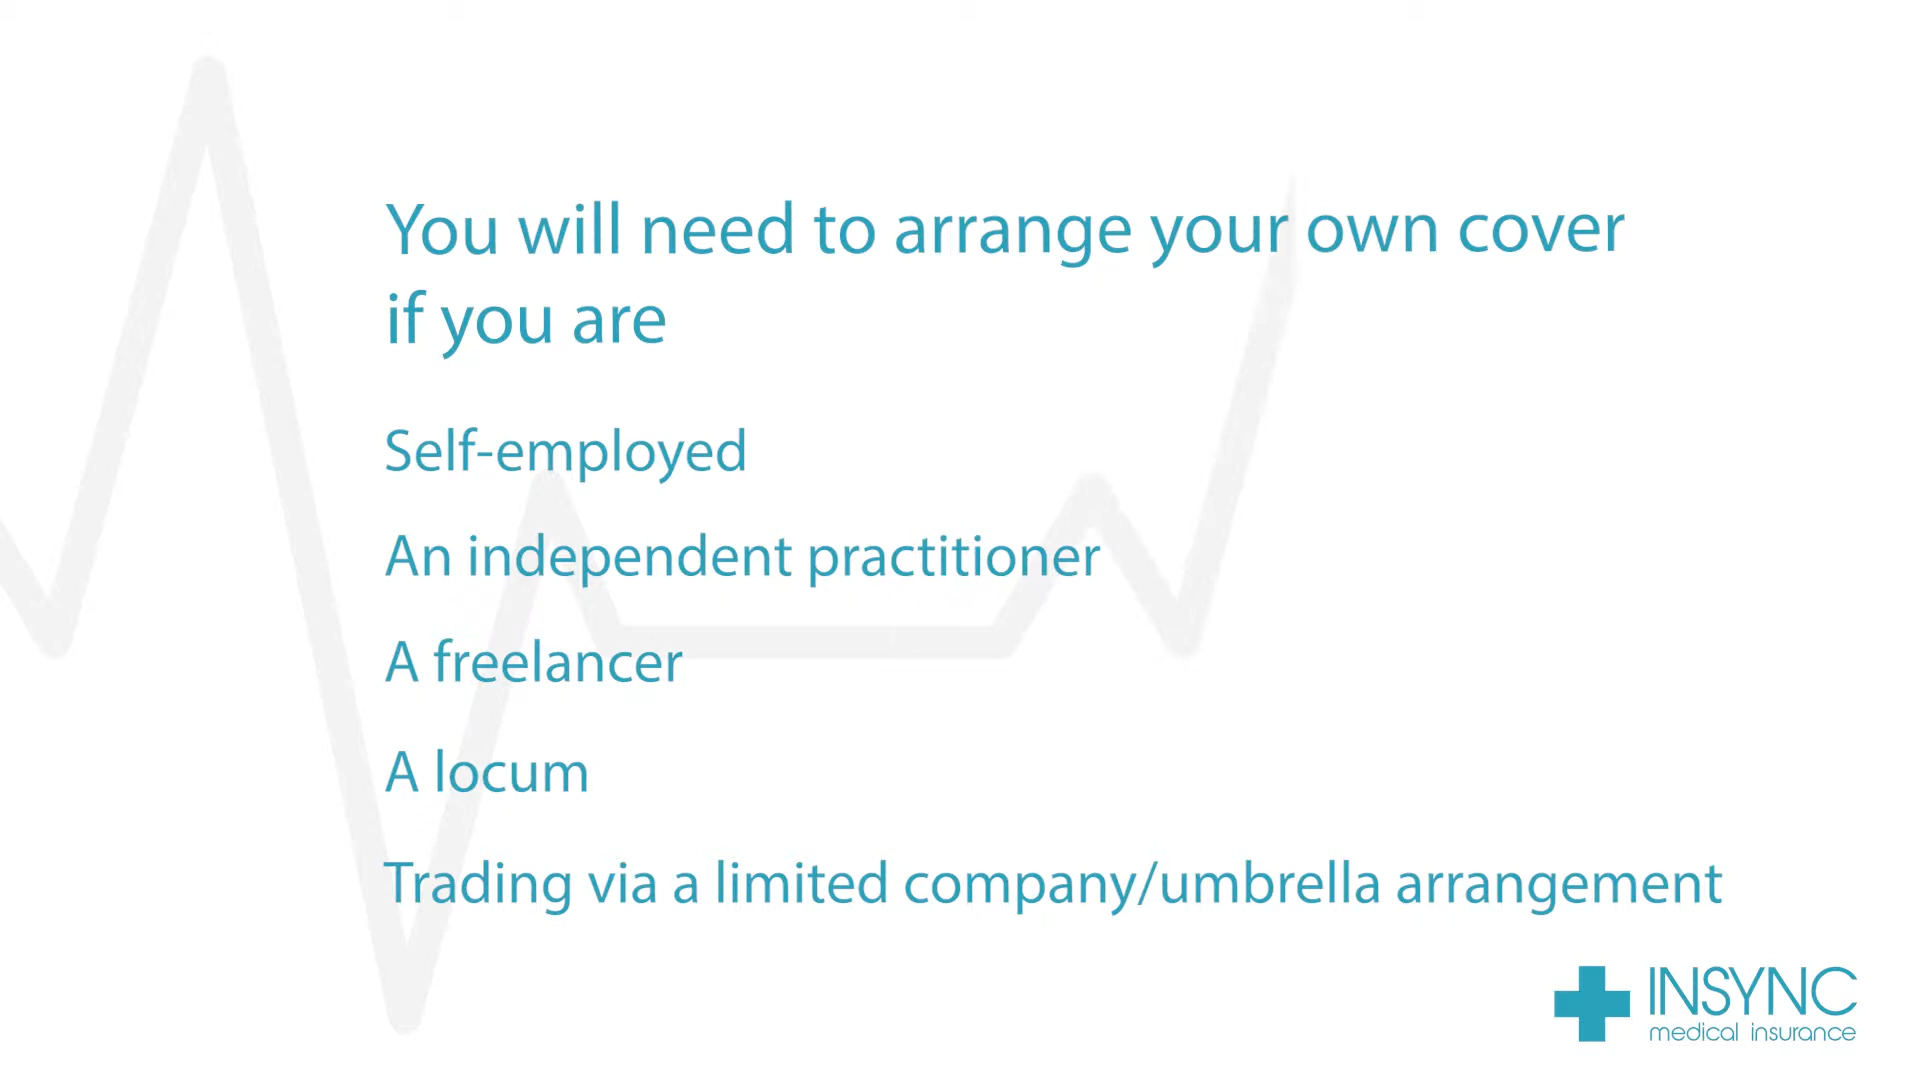 You will need to arrange your own cover
if you are
Self-employed
An independent practitioner
A freelancer
A locum
Trading via a limited company/umbrella arrangement
INSYNC
medical insurance